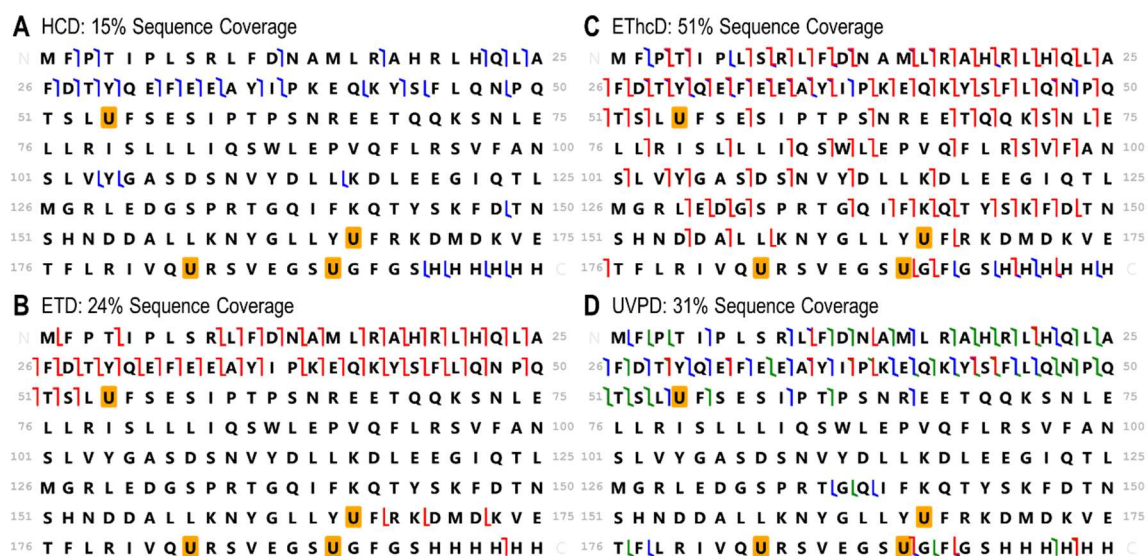 A HCD: 15% Sequence Coverage
N M F P T I P L S R L F D N A M L R A H R L H Q L A 25
26 F D T Y Q E F E E A Y I P K E Q K Y S F L Q N P Q 50
51 T S L U F S E S I P T P S N R E E T Q Q K S N L E 75
76 L L R I S L L L I Q S W L E P V Q F L R S V F A N 100
101 S L V Y G A S D S N V Y D L L K D L E E G I Q T L 125
126 M G R L E D G S P R T G Q I F K Q T Y S K F D T N 150
151 S H N D D A L L K N Y G L L Y U F R K D M D K V E 175
176 T F L R I V Q U R S V E G S U G F G S H H H H H H C
B ETD: 24% Sequence Coverage
N M F P T I P L S R L F D N A M L R A H R L H Q L A 25
26 F D T Y Q E F E E A Y I P K E Q K Y S F L Q N P Q 50
51 T S L U F S E S I P T P S N R E E T Q Q K S N L E 75
76 L L R I S L L L I Q S W L E P V Q F L R S V F A N 100
101 S L V Y G A S D S N V Y D L L K D L E E G I Q T L 125
126 M G R L E D G S P R T G Q I F K Q T Y S K F D T N 150
151 S H N D D A L L K N Y G L L Y U F R K D M D K V E 175
176 T F L R I V Q U R S V E G S U G F G S H H H H H H C
C EThcD: 51% Sequence Coverage
N M F P T I P L S R L F D N A M L R A H R L H Q L A 25
26 F D T Y Q E F E E A Y I P K E Q K Y S F L Q N P Q 50
51 T S L U F S E S I P T P S N R E E T Q Q K S N L E 75
76 L L R I S L L L I Q S W L E P V Q F L R S V F A N 100
101 S L V Y G A S D S N V Y D L L K D L E E G I Q T L 125
126 M G R L E D G S P R T G Q I F K Q T Y S K F D T N 150
151 S H N D D A L L K N Y G L L Y U F R K D M D K V E 175
176 T F L R I V Q U R S V E G S U G F G S H H H H H H C
D UVPD: 31% Sequence Coverage
N M F P T I P L S R L F D N A M L R A H R L H Q L A 25
26 F D T Y Q E F E E A Y I P K E Q K Y S F L Q N P Q 50
51 T S L U F S E S I P T P S N R E E T Q Q K S N L E 75
76 L L R I S L L L I Q S W L E P V Q F L R S V F A N 100
101 S L V Y G A S D S N V Y D L L K D L E E G I Q T L 125
126 M G R L E D G S P R T G Q I F K Q T Y S K F D T N 150
151 S H N D D A L L K N Y G L L Y U F R K D M D K V E 175
176 T F L R I V Q U R S V E G S U G F G S H H H H H H C